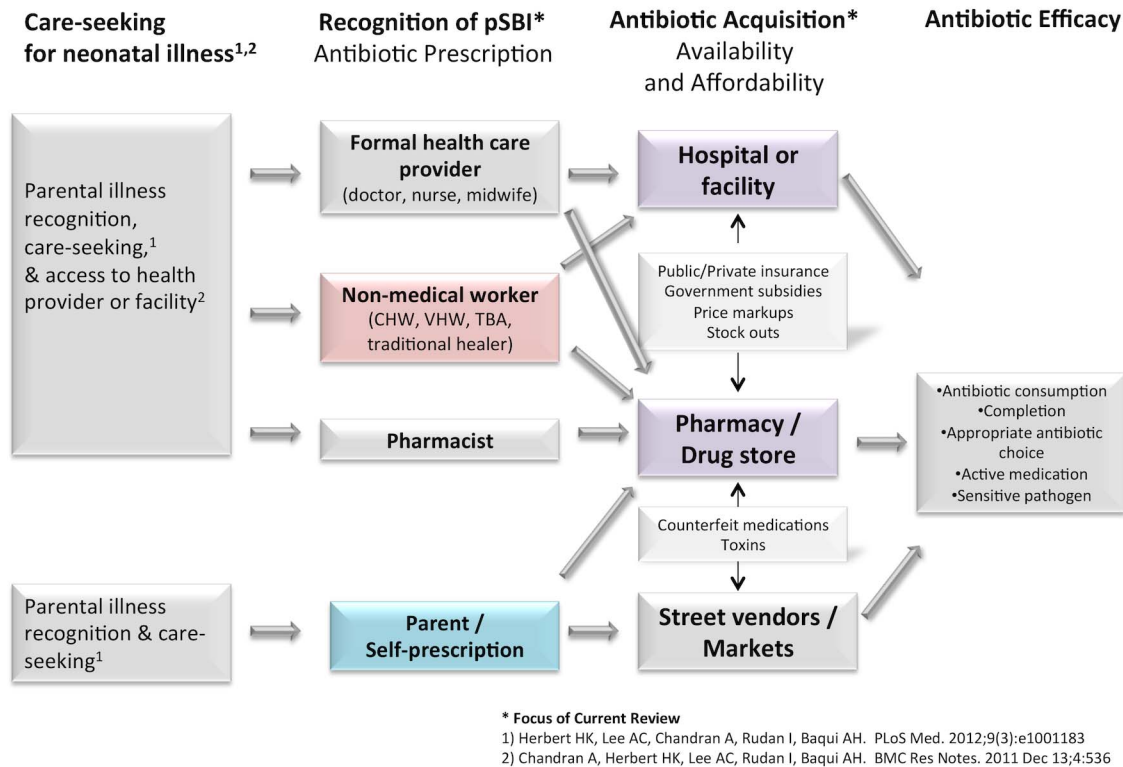 Care-seeking
for neonatal illness1,2
Recognition of pSBI*
Antibiotic Prescription
Antibiotic Acquisition*
Availability
and Affordability
Antibiotic Efficacy
Parental illness
recognition,
care-seeking,1
& access to health
provider or facility2
Formal health care
provider
(doctor, nurse, midwife)
Hospital or
facility
Public/Private insurance
Government subsidies
Price markups
Stock outs
Non-medical worker
(CHW, VHW, TBA,
traditional healer)
Pharmacist
Pharmacy /
Drug store
•Antibiotic consumption
•Completion
•Appropriate antibiotic
choice
•Active medication
•Sensitive pathogen
Counterfeit medications
Toxins
Parental illness
recognition & care-
seeking1
Parent /
Self-prescription
Street vendors /
Markets
* Focus of Current Review
1) Herbert HK, Lee AC, Chandran A, Rudan I, Baqui AH.  PLoS Med. 2012;9(3):e1001183
2) Chandran A, Herbert HK, Lee AC, Rudan I, Baqui AH.  BMC Res Notes. 2011 Dec 13;4:536